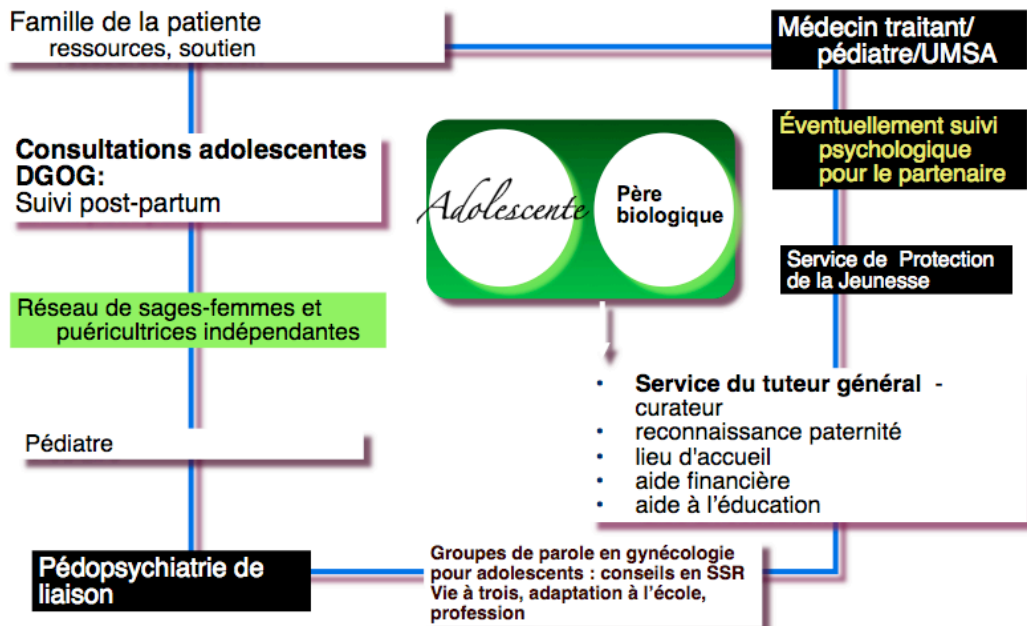 Famille de la patiente
ressources, soutien
Médecin traitant/
pédiatre/UMSA
Consultations adolescentes
DGOG:
Suivi post-partum
Adolescente
Père
biologique
Éventuellement suivi
psychologique
pour le partenaire
Service de Protection
de la Jeunesse
Réseau de sages-femmes et
puéricultrices indépendantes
• Service du tuteur général -
curateur
• reconnaissance paternité
• lieu d'accueil
• aide financière
• aide à l’éducation
Pédiatre
Pédopsychiatrie de
liaison
Groupes de parole en gynécologie
pour adolescents : conseils en SSR
Vie à trois, adaptation à l’école,
profession